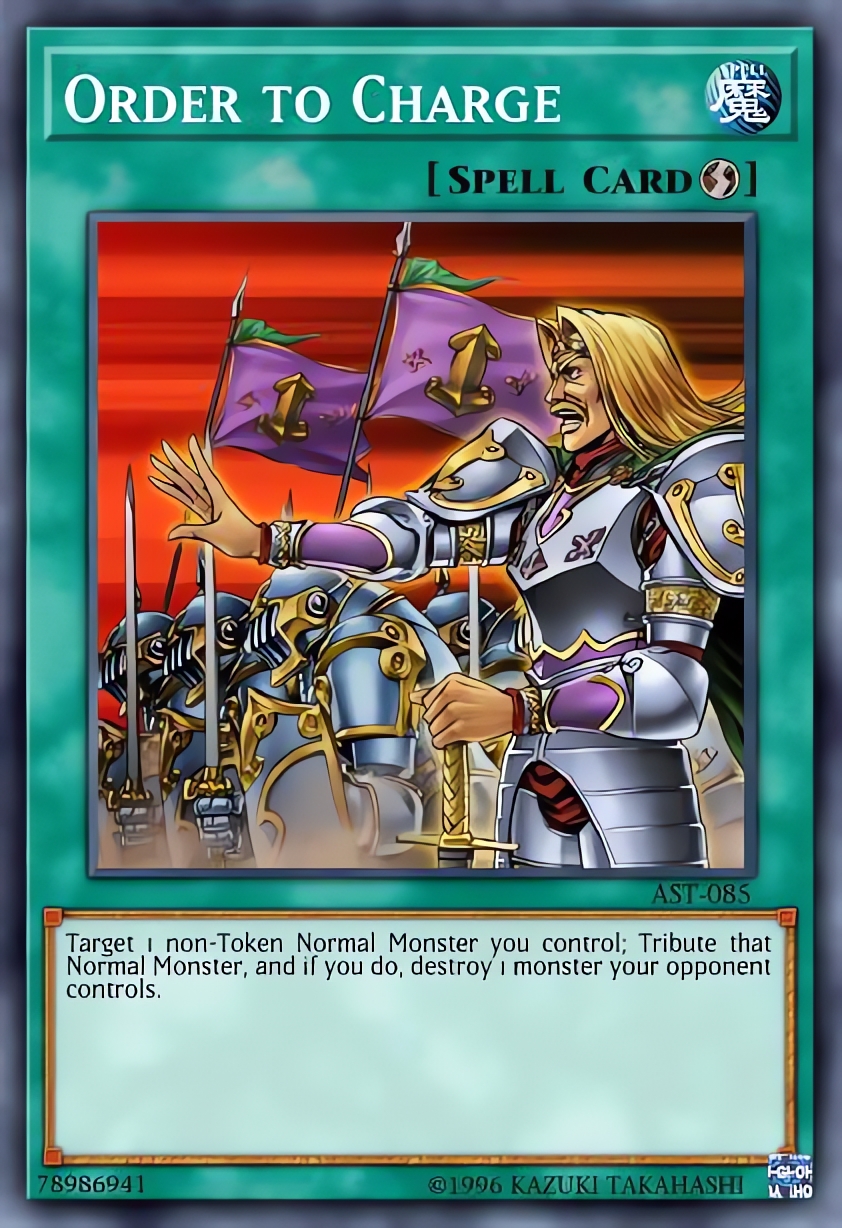 ORDER TO CHARGE
魔
[SPELL CARD]
AST-085
Target 1 non-Token Normal Monster you control; Tribute that
Normal Monster, and if you do, destroy 1 monster your opponent
controls.
78986941
©1996 KAZUKI TAKAHASHI